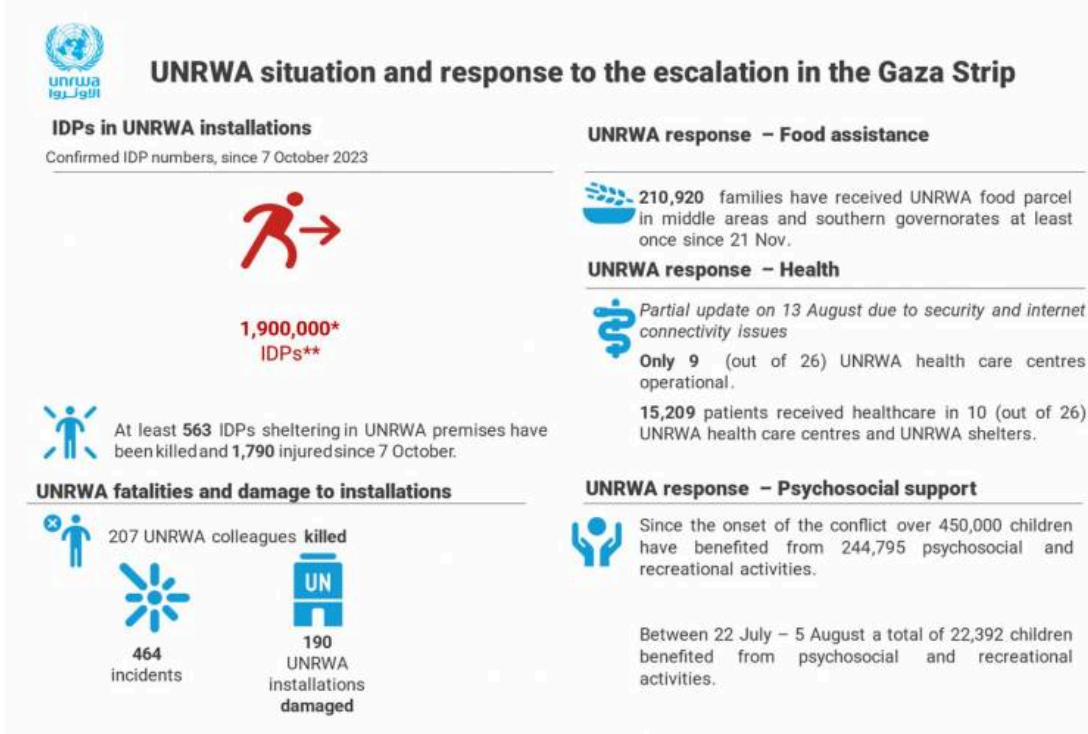 unrwa
الأونروا
UNRWA situation and response to the escalation in the Gaza Strip
IDPs in UNRWA installations
Confirmed IDP numbers, since 7 October 2023
1,900,000*
IDPs**
At least 563 IDPs sheltering in UNRWA premises have
been killed and 1,790 injured since 7 October.
UNRWA fatalities and damage to installations
207 UNRWA colleagues killed
464
incidents
UN
190
UNRWA
installations
damaged
UNRWA response – Food assistance
210,920 families have received UNRWA food parcel
in middle areas and southern governorates at least
once since 21 Nov.
UNRWA response – Health
Partial update on 13 August due to security and internet
connectivity issues
Only 9 (out of 26) UNRWA health care centres
operational.
15,209 patients received healthcare in 10 (out of 26)
UNRWA health care centres and UNRWA shelters.
UNRWA response – Psychosocial support
Since the onset of the conflict over 450,000 children
have benefited from 244,795 psychosocial and
recreational activities.
Between 22 July – 5 August a total of 22,392 children
benefited from psychosocial and recreational
activities.